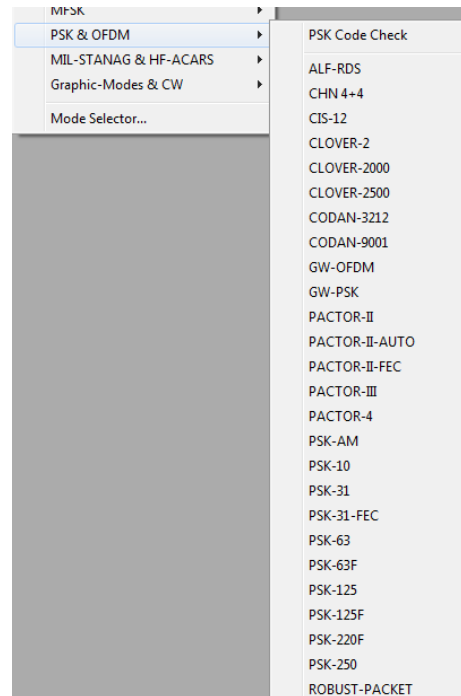 MFSK
PSK & OFDM
MIL-STANAG & HF-ACARS
Graphic-Modes & CW
Mode Selector...
PSK Code Check
ALF-RDS
CHN 4+4
CIS-12
CLOVER-2
CLOVER-2000
CLOVER-2500
CODAN-3212
CODAN-9001
GW-OFDM
GW-PSK
PACTOR-II
PACTOR-II-AUTO
PACTOR-II-FEC
PACTOR-III
PACTOR-4
PSK-AM
PSK-10
PSK-31
PSK-31-FEC
PSK-63
PSK-63F
PSK-125
PSK-125F
PSK-220F
PSK-250
ROBUST-PACKET